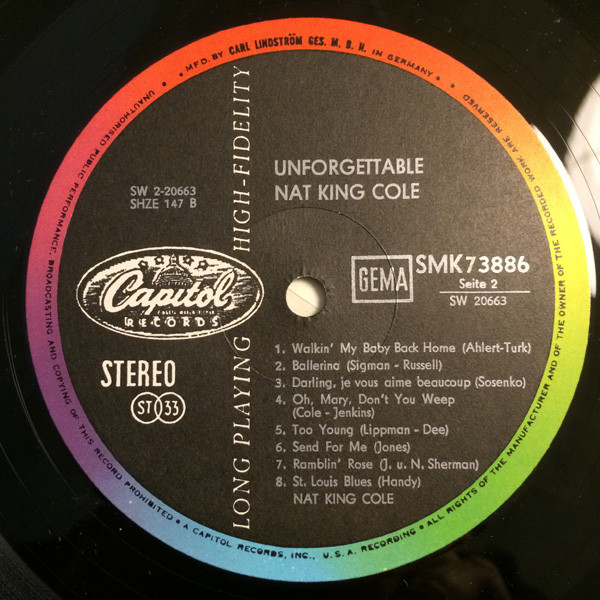 MFD. BY CARL LINDSTRÖM GES. M. B. H. IN GERMANY
ALL RIGHTS OF THE MANUFACTURER AND OF THE OWNER OF THE RECORDED WORK ARE RESERVED
UNAUTHORISED PUBLIC PERFORMANCE, BROADCASTING AND COPYING OF THIS RECORD PROHIBITED
A CAPITOL RECORDS, INC., U.S.A. RECORDING
LONG PLAYING HIGH-FIDELITY
UNFORGETTABLE
NAT KING COLE
SW 2-20663
SHZE 147 B
Capitol
RECORDS
STEREO
ST 33
GEMA
SMK73886
Seite 2
SW 20663
1. Walkin' My Baby Back Home (Ahlert-Turk)
2. Ballerina (Sigman - Russell)
3. Darling, je vous aime beaucoup (Sosenko)
4. Oh, Mary, Don't You Weep
(Cole - Jenkins)
5. Too Young (Lippman - Dee)
6. Send For Me (Jones)
7. Ramblin' Rose (J. u. N. Sherman)
8. St. Louis Blues (Handy)
NAT KING COLE